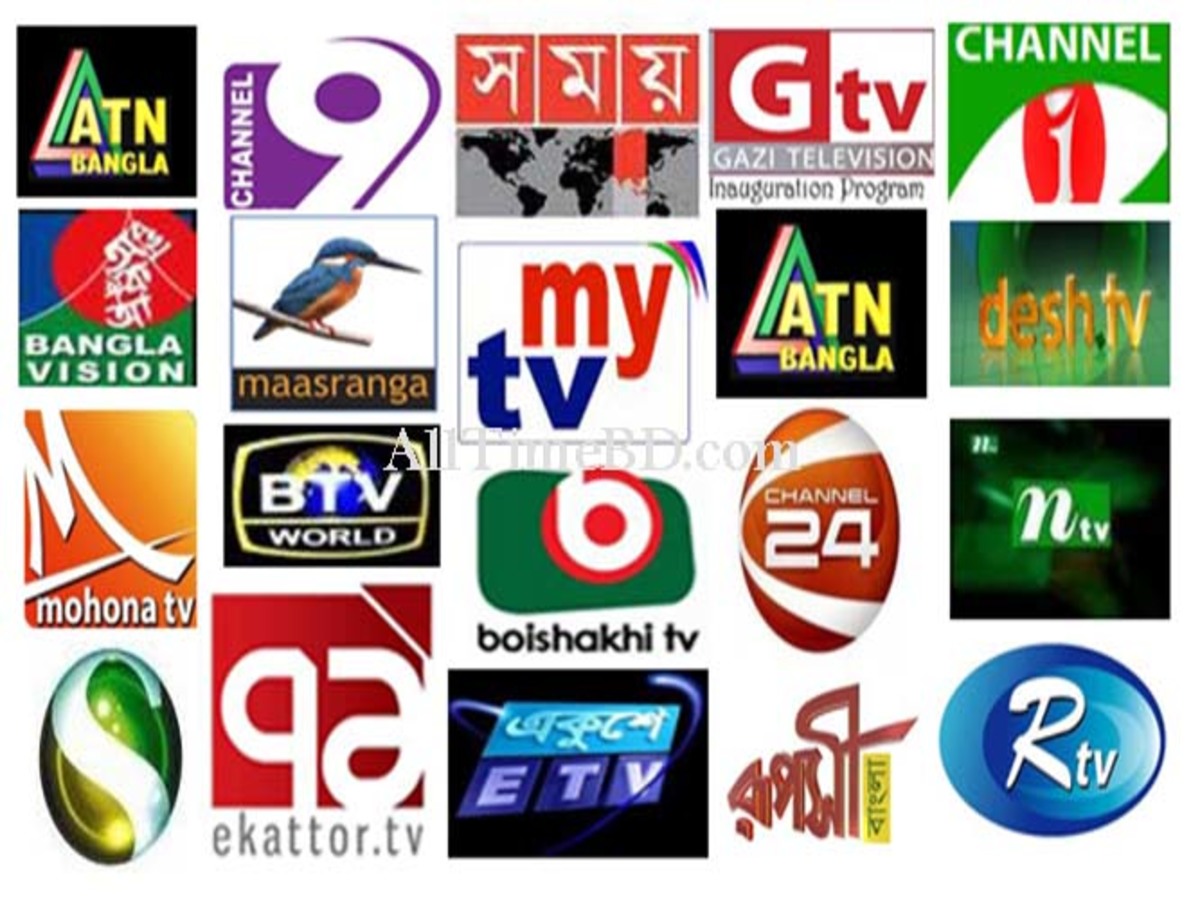 ATN
BANGLA
CHANNEL
9
সময়
G tv
GAZI TELEVISION
Inauguration Program
CHANNEL
i
BANGLA
VISION
maasranga
my
tv
ATN
BANGLA
desh.tv
mohona tv
BTV
WORLD
AllTimeBD.com
boishakhi tv
CHANNEL
24
n
ntv
৭১
ekattor.tv
একুশে
ETV
রূপসী
বাংলা
Rtv